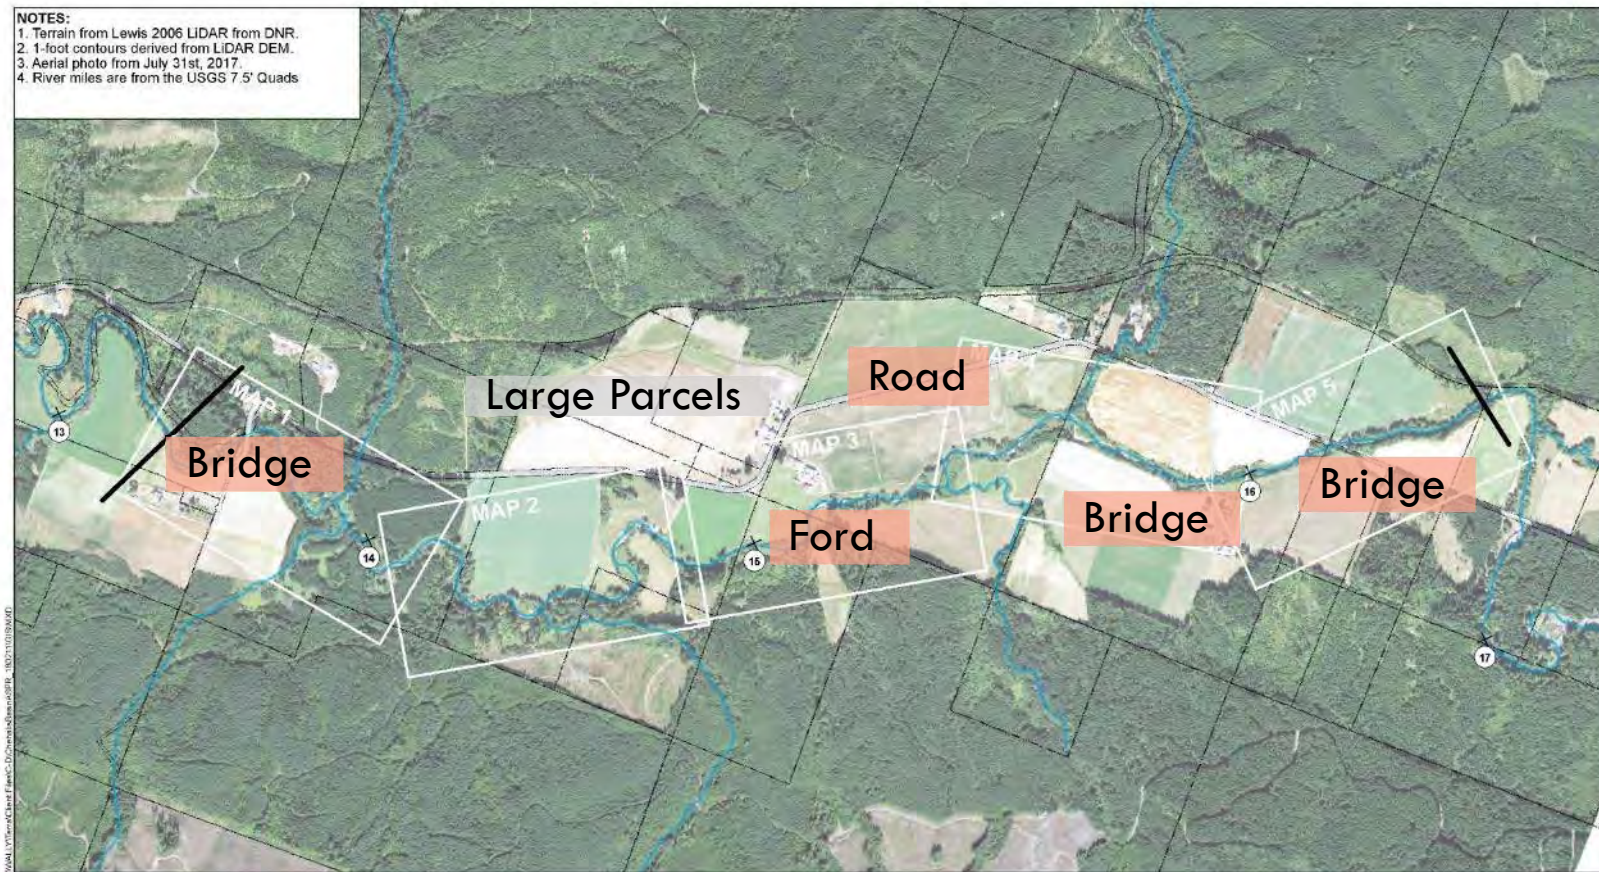 NOTES:
1. Terrain from Lewis 2006 LiDAR from DNR.
2. 1-foot contours derived from LiDAR DEM.
3. Aerial photo from July 31st, 2017.
4. River miles are from the USGS 7.5' Quads
Road
Large Parcels
MAP 1
MAP 5
MAP 3
13
Bridge
Bridge
16
MAP 2
Bridge
Ford
14
15
17